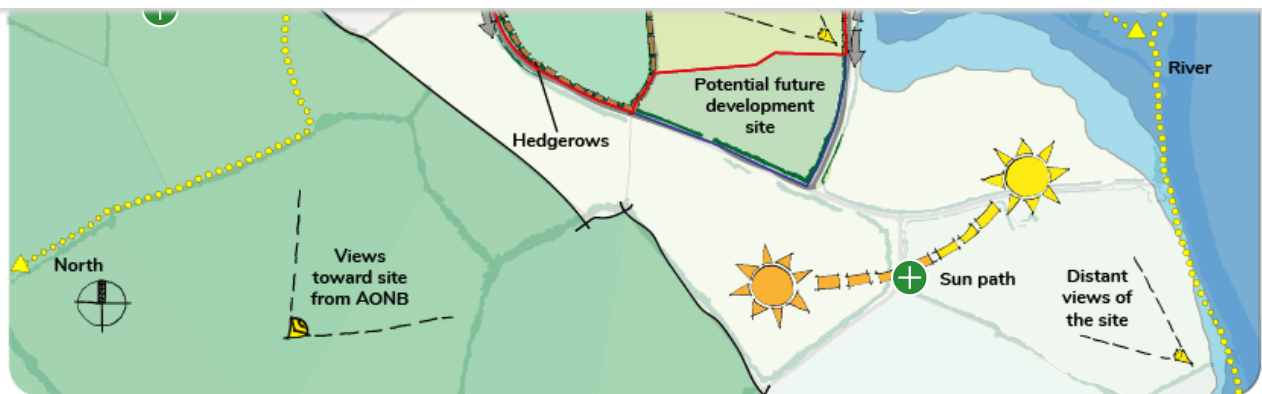 River
Potential future
development
site
Hedgerows
North
Views
toward site
from AONB
Sun path
Distant
views of
the site